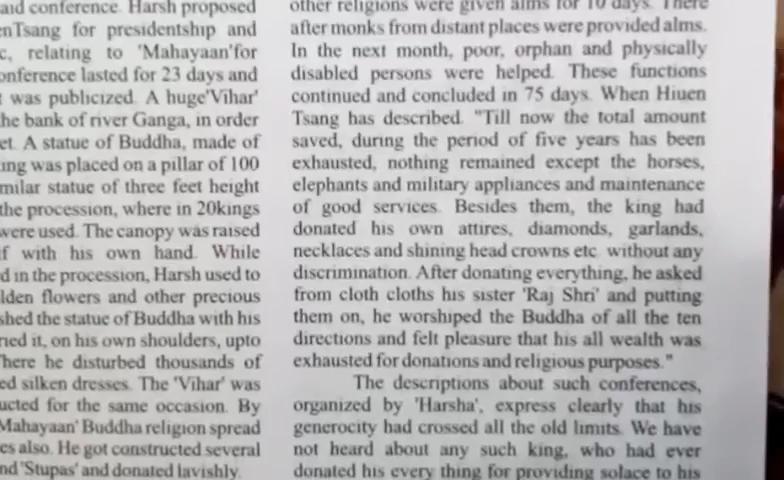 aid conference. Harsh proposed
enTsang for presidentship and
c, relating to 'Mahayaan'for
onference lasted for 23 days and
t was publicized. A huge'Vihar'
he bank of river Ganga, in order
et. A statue of Buddha, made of
ing was placed on a pillar of 100
milar statue of three feet height
the procession, where in 20kings
were used. The canopy was raised
f with his own hand. While
d in the procession, Harsh used to
lden flowers and other precious
shed the statue of Buddha with his
ried it, on his own shoulders, upto
here he disturbed thousands of
ed silken dresses. The 'Vihar' was
ucted for the same occasion. By
Mahayaan' Buddha religion spread
es also. He got constructed several
nd 'Stupas' and donated lavishly.
other religions were given alms for 10 days. There
after monks from distant places were provided alms.
In the next month, poor, orphan and physically
disabled persons were helped. These functions
continued and concluded in 75 days. When Hiuen
Tsang has described. "Till now the total amount
saved, during the period of five years has been
exhausted, nothing remained except the horses,
elephants and military appliances and maintenance
of good services. Besides them, the king had
donated his own attires, diamonds, garlands,
necklaces and shining head crowns etc. without any
discrimination. After donating everything, he asked
from cloth cloths his sister 'Raj Shri' and putting
them on, he worshiped the Buddha of all the ten
directions and felt pleasure that his all wealth was
exhausted for donations and religious purposes."
The descriptions about such conferences,
organized by 'Harsha', express clearly that his
generocity had crossed all the old limits. We have
not heard about any such king, who had ever
donated his every thing for providing solace to his